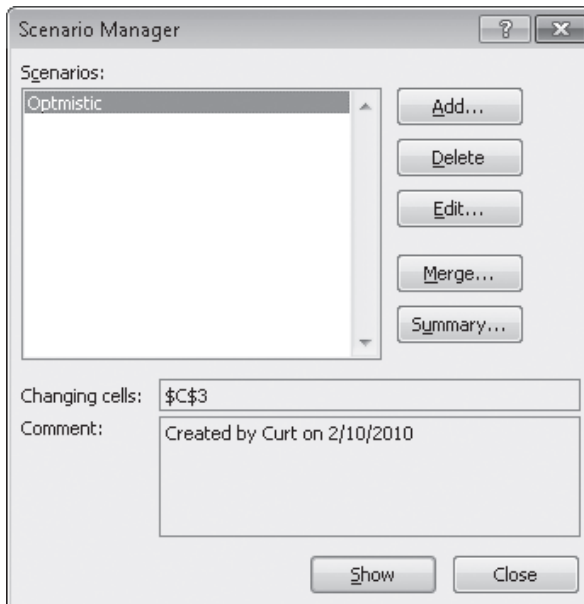 Scenario Manager
Scenarios:
Optmistic
Add...
Delete
Edit...
Merge...
Summary...
Changing cells: $C$3
Comment: Created by Curt on 2/10/2010
Show
Close